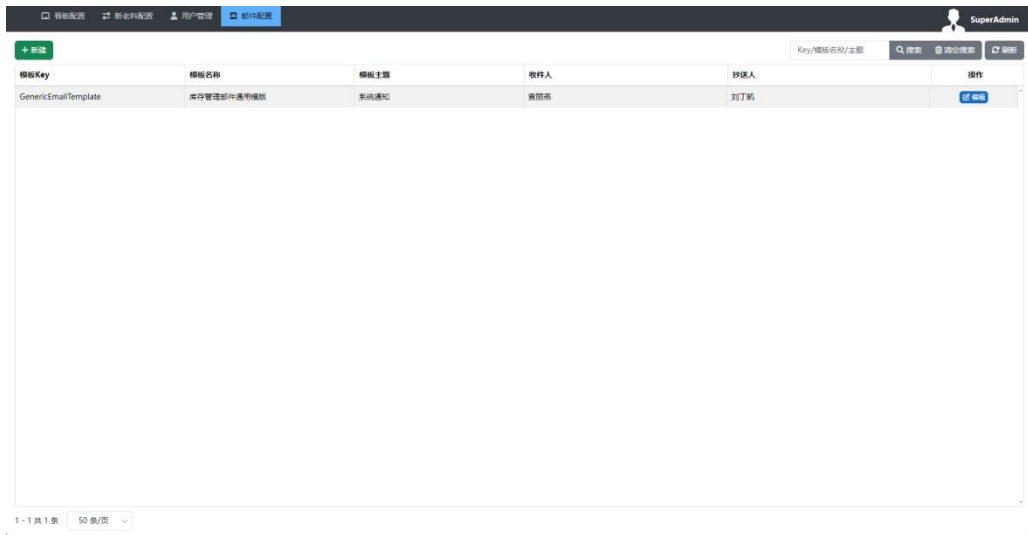 看板配置 新老料配置 用户管理 邮件配置 SuperAdmin
新建 Key/模板名称/主题 搜索 清空搜索 刷新
模板Key 模板名称 模板主题 收件人 抄送人 操作
GenericEmailTemplate 库存管理邮件通用模版 系统通知 袁丽燕 刘丁凯 编辑
1 - 1 共 1 条 50 条/页